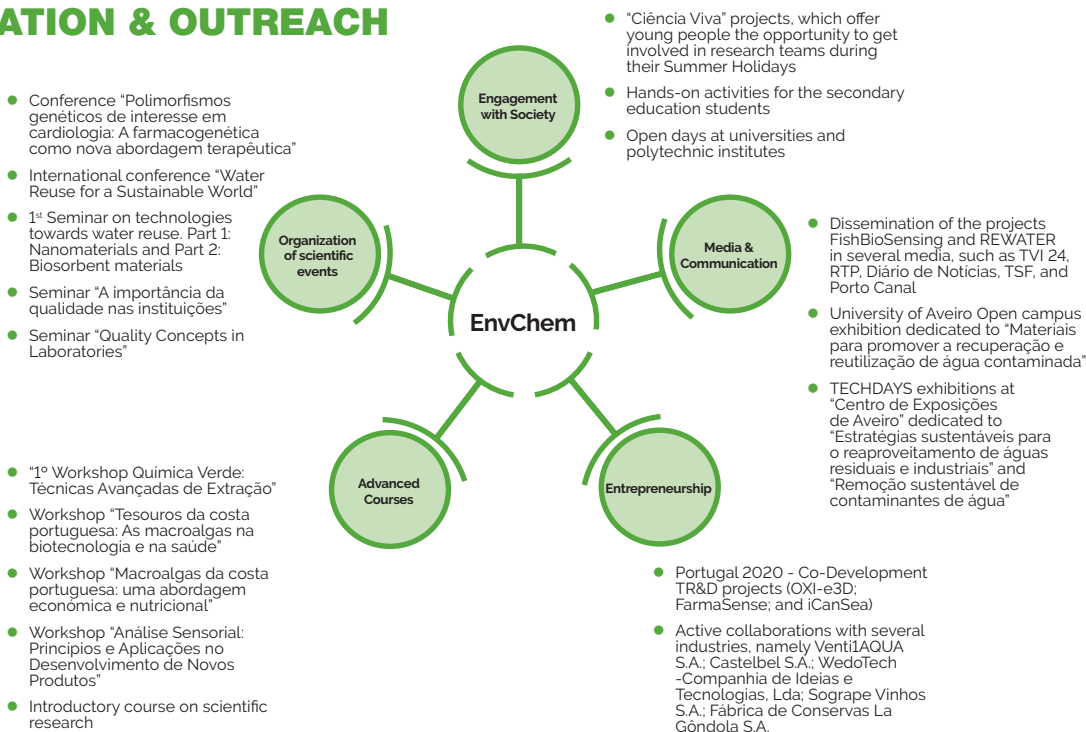 ATION & OUTREACH
Engagement
with Society
• “Ciência Viva” projects, which offer
young people the opportunity to get
involved in research teams during
their Summer Holidays
• Hands-on activities for the secondary
education students
• Open days at universities and
polytechnic institutes
• Conference “Polimorfismos
genéticos de interesse em
cardiologia: A farmacogenética
como nova abordagem terapêutica”
• International conference “Water
Reuse for a Sustainable World”
• 1st Seminar on technologies
towards water reuse. Part 1:
Nanomaterials and Part 2:
Biosorbent materials
• Seminar “A importância da
qualidade nas instituições”
• Seminar “Quality Concepts in
Laboratories”
Organization
of scientific
events
EnvChem
Media &
Communication
• Dissemination of the projects
FishBioSensing and REWATER
in several media, such as TVI 24,
RTP, Diário de Notícias, TSF, and
Porto Canal
• University of Aveiro Open campus
exhibition dedicated to “Materiais
para promover a recuperação e
reutilização de água contaminada”
• TECHDAYS exhibitions at
“Centro de Exposições
de Aveiro” dedicated to
“Estratégias sustentáveis para
o reaproveitamento de águas
residuais e industriais” and
“Remoção sustentável de
contaminantes de água”
Advanced
Courses
• “1º Workshop Química Verde:
Técnicas Avançadas de Extração”
• Workshop “Tesouros da costa
portuguesa: As macroalgas na
biotecnologia e na saúde”
• Workshop “Macroalgas da costa
portuguesa: uma abordagem
económica e nutricional”
• Workshop “Análise Sensorial:
Princípios e Aplicações no
Desenvolvimento de Novos
Produtos”
• Introductory course on scientific
research
Entrepreneurship
• Portugal 2020 - Co-Development
TR&D projects (OXI-e3D;
FarmaSense; and iCanSea)
• Active collaborations with several
industries, namely Venti1AQUA
S.A.; Castelbel S.A.; WedoTech
-Companhia de Ideias e
Tecnologias, Lda; Sogrape Vinhos
S.A.; Fábrica de Conservas La
Gôndola S.A.